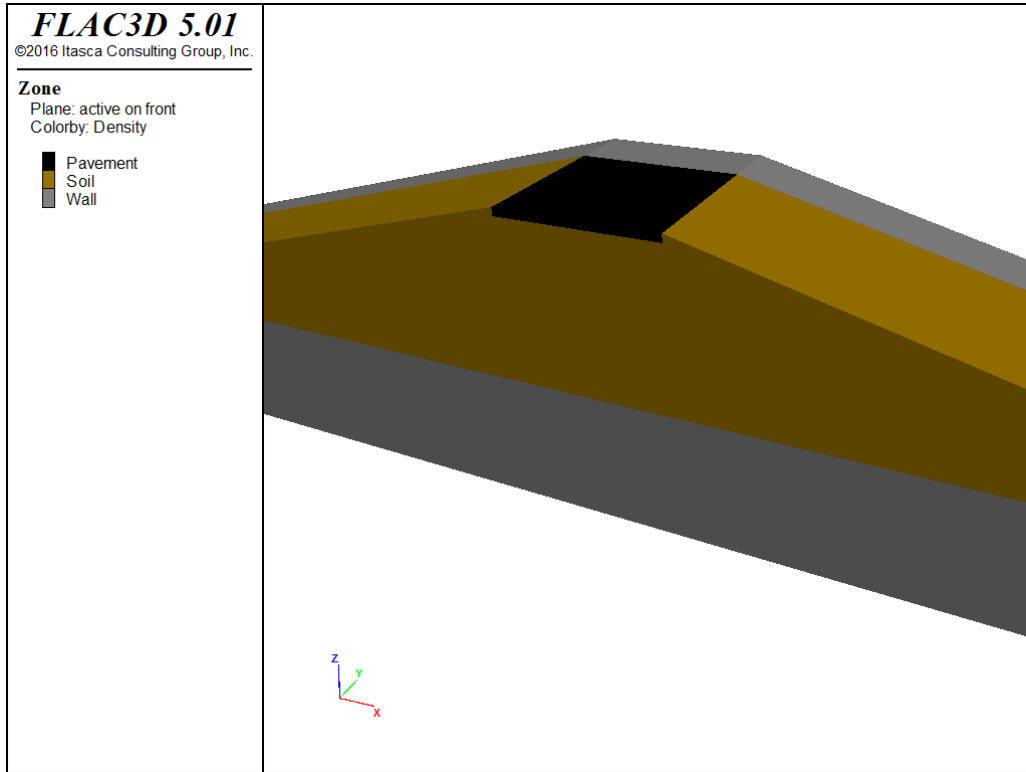 FLAC3D 5.01
©2016 Itasca Consulting Group, Inc.
Zone
Plane: active on front
Colorby: Density
Pavement
Soil
Wall
Z
Y
X